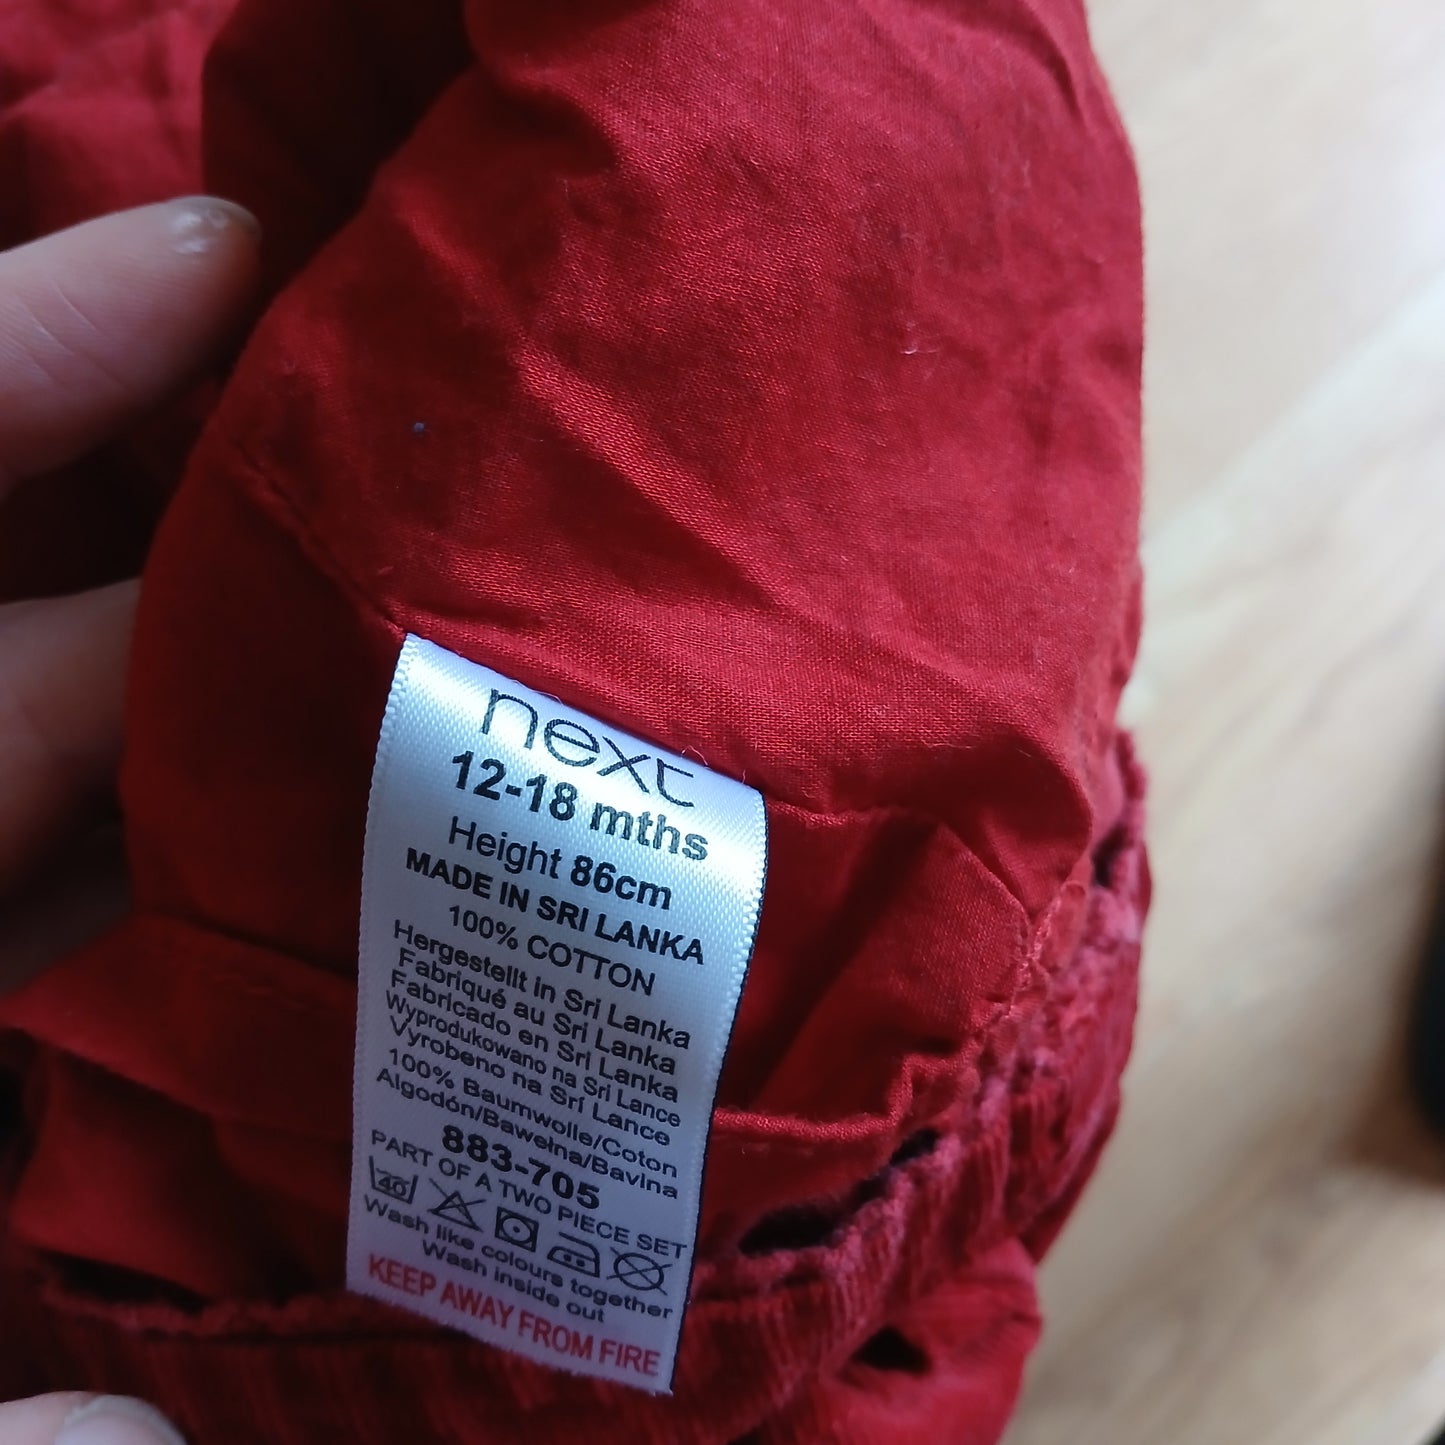 next
12-18 mths
Height 86cm
MADE IN SRI LANKA
100% COTTON
Hergestellt in Sri Lanka
Fabriqué au Sri Lanka
Fabricado en Sri Lanka
Wyprodukowano na Sri Lance
Vyrobeno na Srí Lance
100% Baumwolle/Coton
Algodón/Bawełna/Bavlna
883-705
PART OF A TWO PIECE SET
40
Wash like colours together
Wash inside out
KEEP AWAY FROM FIRE